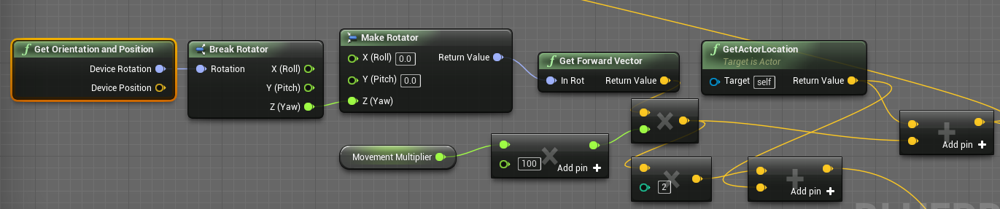 Get Orientation and Position
Device Rotation
Device Position
Break Rotator
Rotation X (Roll)
Y (Pitch)
Z (Yaw)
Make Rotator
X (Roll) 0.0 Return Value
Y (Pitch) 0.0
Z (Yaw)
Get Forward Vector
In Rot Return Value
GetActorLocation
Target is Actor
Target self Return Value
Movement Multiplier
100 Add pin
2
Add pin
Add pin